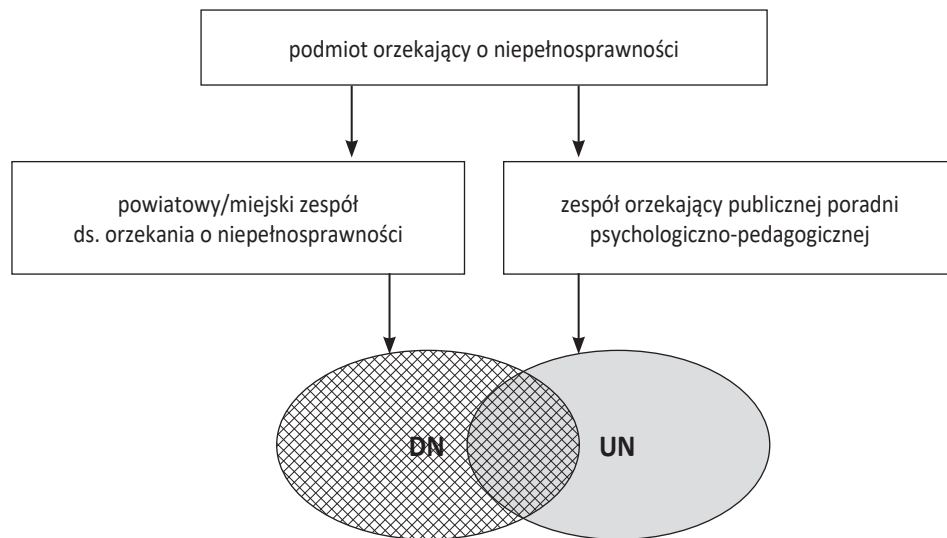 podmiot orzekający o niepełnosprawności
powiatowy/miejski zespół
ds. orzekania o niepełnosprawności
zespół orzekający publicznej poradni
psychologiczno-pedagogicznej
DN
UN